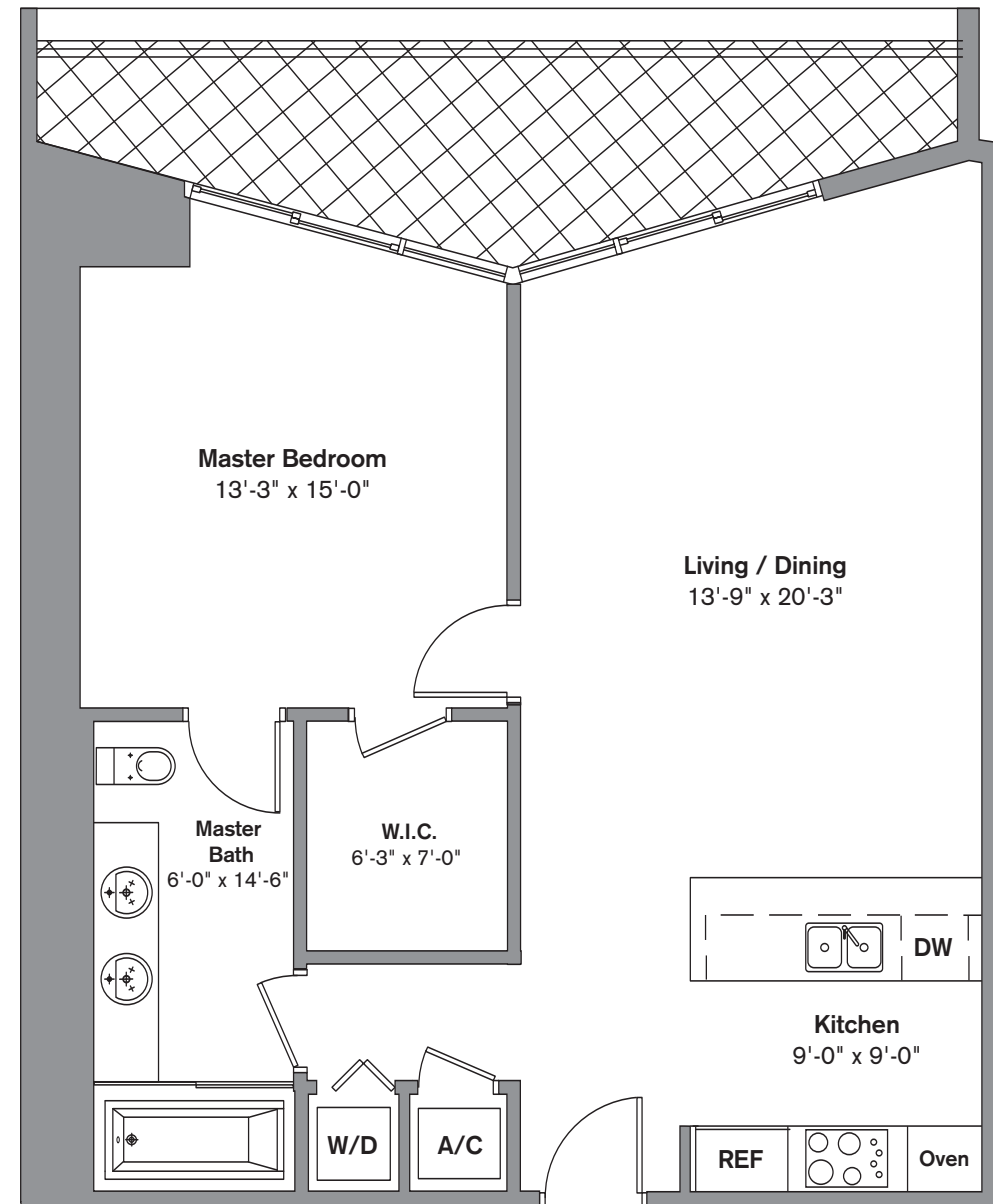 Master Bedroom
13'-3" x 15'-0"
Living / Dining
13'-9" x 20'-3"
Master
Bath
6'-0" x 14'-6"
W.I.C.
6'-3" x 7'-0"
DW
Kitchen
9'-0" x 9'-0"
W/D
A/C
REF
Oven